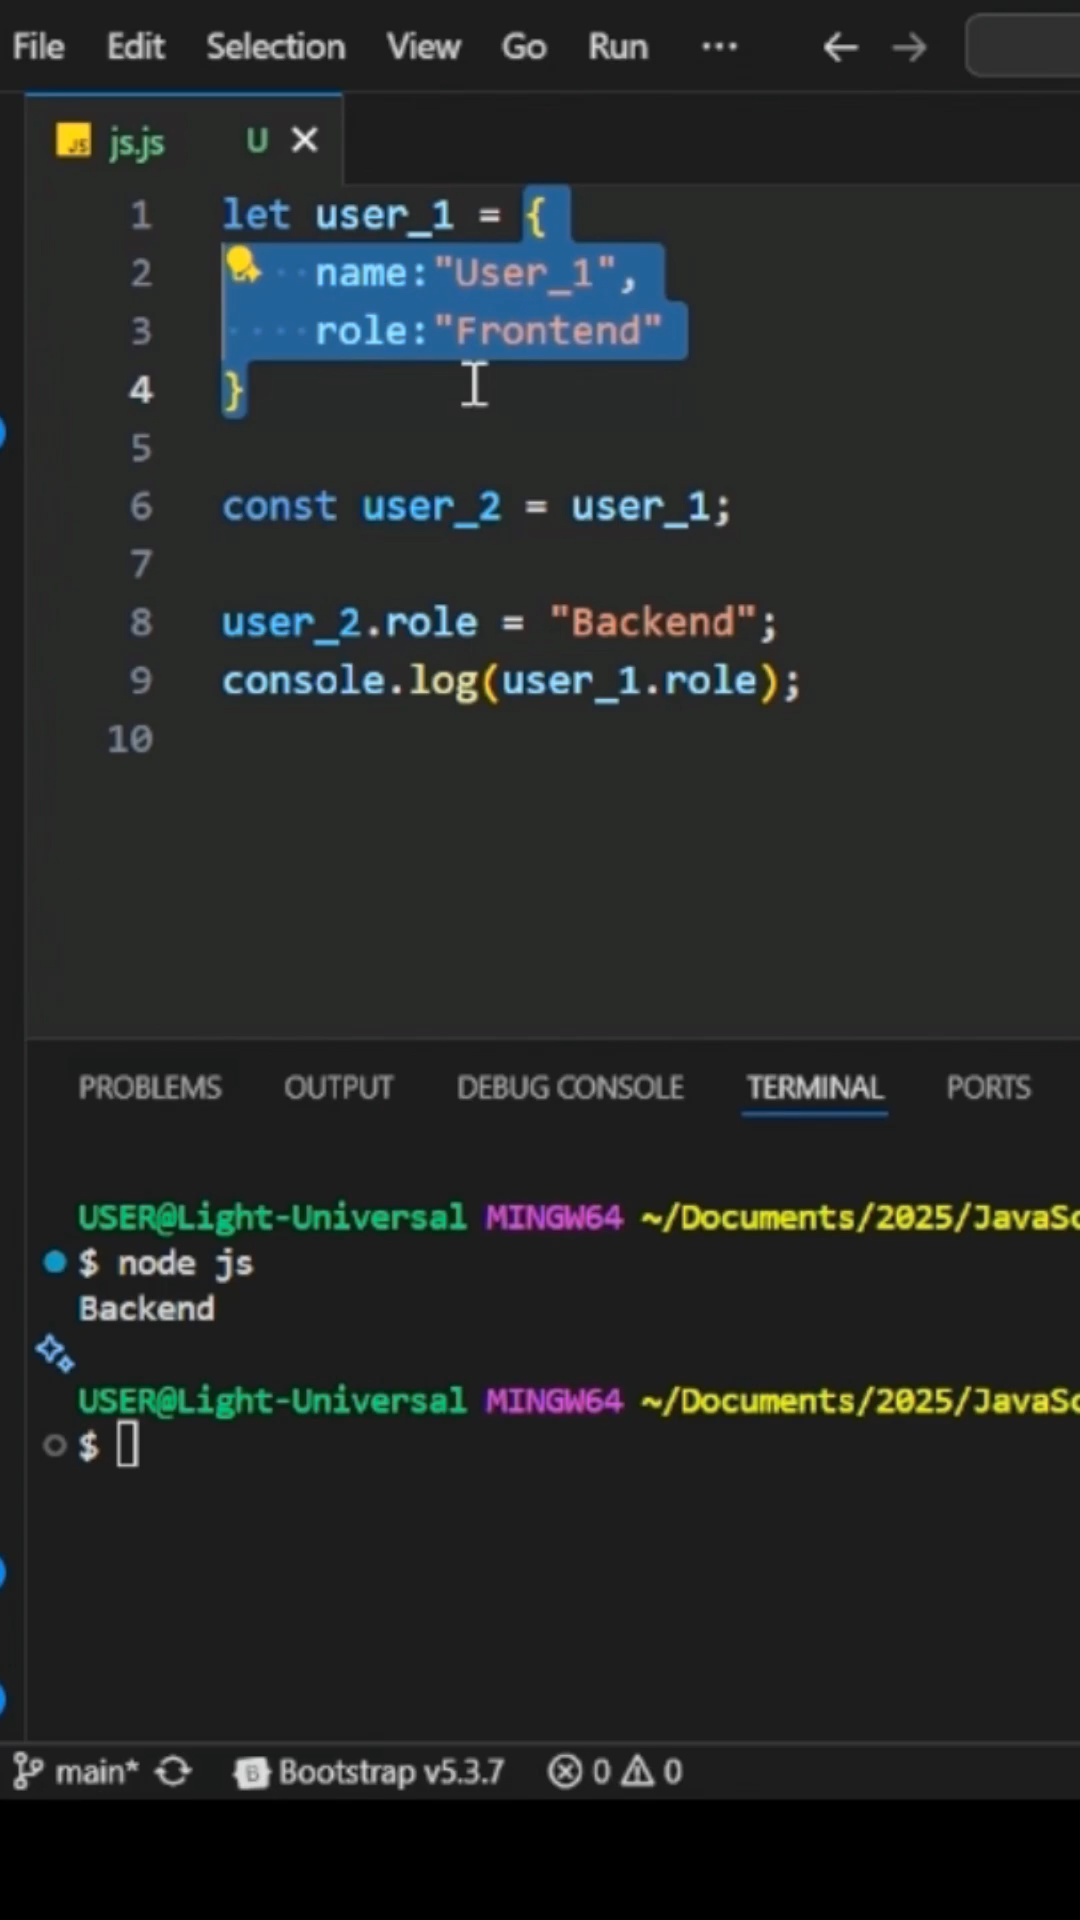 File Edit Selection View Go Run ...
JS js.js U
1 let user_1 = {
2 name:"User_1",
3 role:"Frontend"
4 }
5
6 const user_2 = user_1;
7
8 user_2.role = "Backend";
9 console.log(user_1.role);
10
PROBLEMS OUTPUT DEBUG CONSOLE TERMINAL PORTS
USER@Light-Universal MINGW64 ~/Documents/2025/JavaSc
$ node js
Backend
USER@Light-Universal MINGW64 ~/Documents/2025/JavaSc
$
main* B Bootstrap v5.3.7 0 0